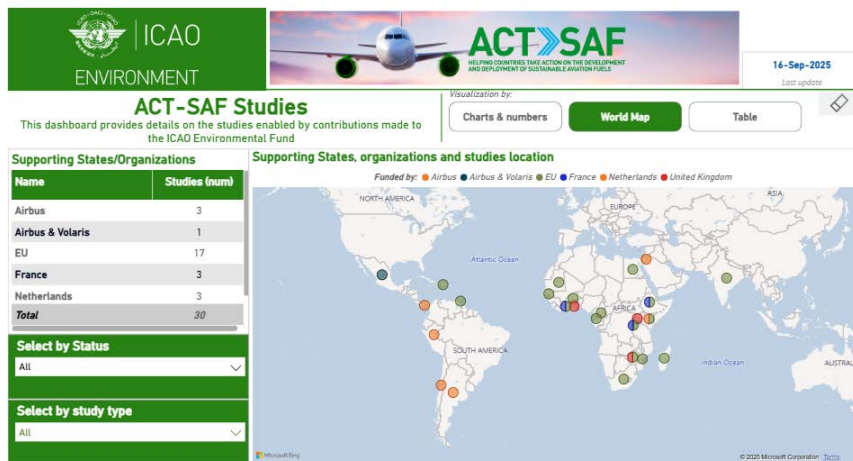 ICAO
ENVIRONMENT
ACT SAF
HELPING COUNTRIES TAKE ACTION ON THE DEVELOPMENT
AND DEPLOYMENT OF SUSTAINABLE AVIATION FUELS
16-Sep-2025
Last update
ACT-SAF Studies
This dashboard provides details on the studies enabled by contributions made to
the ICAO Environmental Fund
Visualization by:
Charts & numbers
World Map
Table
Supporting States/Organizations
Name Studies (num)
Airbus 3
Airbus & Volaris 1
EU 17
France 3
Netherlands 3
Total 30
Select by Status
All
Select by study type
All
Supporting States, organizations and studies location
Funded by: Airbus Airbus & Volaris EU France Netherlands United Kingdom
NORTH AMERICA
EUROPE
ASIA
Atlantic Ocean
AFRICA
SOUTH AMERICA
Indian Ocean
AUSTRAL
Microsoft Bing
© 2025 Microsoft Corporation Terms